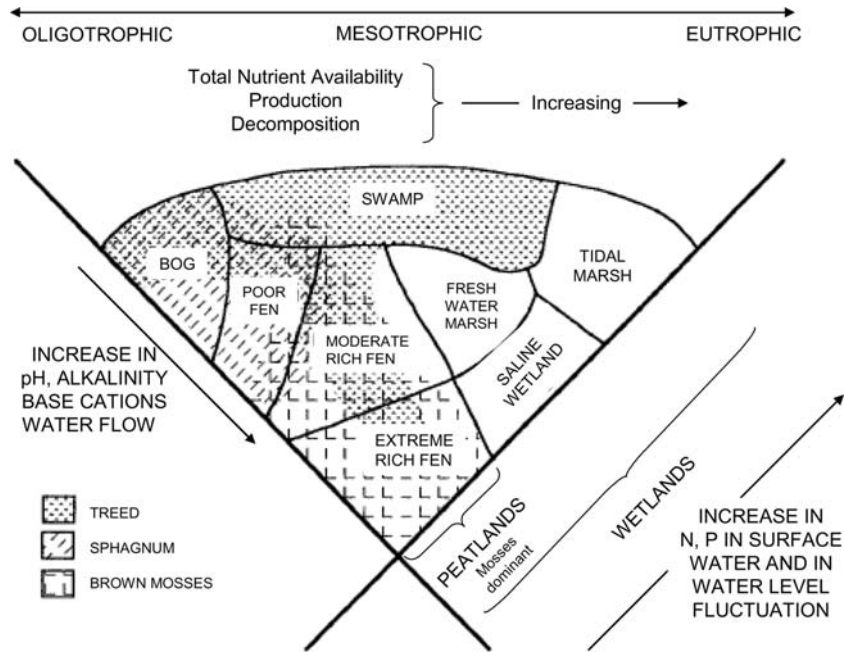 OLIGOTROPHIC MESOTROPHIC EUTROPHIC
Total Nutrient Availability
Production
Decomposition
Increasing
SWAMP
BOG
POOR
FEN
MODERATE
RICH FEN
EXTREME
RICH FEN
FRESH
WATER
MARSH
SALINE
WETLAND
TIDAL
MARSH
INCREASE IN
pH, ALKALINITY
BASE CATIONS
WATER FLOW
TREED
SPHAGNUM
BROWN MOSSES
PEATLANDS
Mosses
dominant
WETLANDS
INCREASE IN
N, P IN SURFACE
WATER AND IN
WATER LEVEL
FLUCTUATION